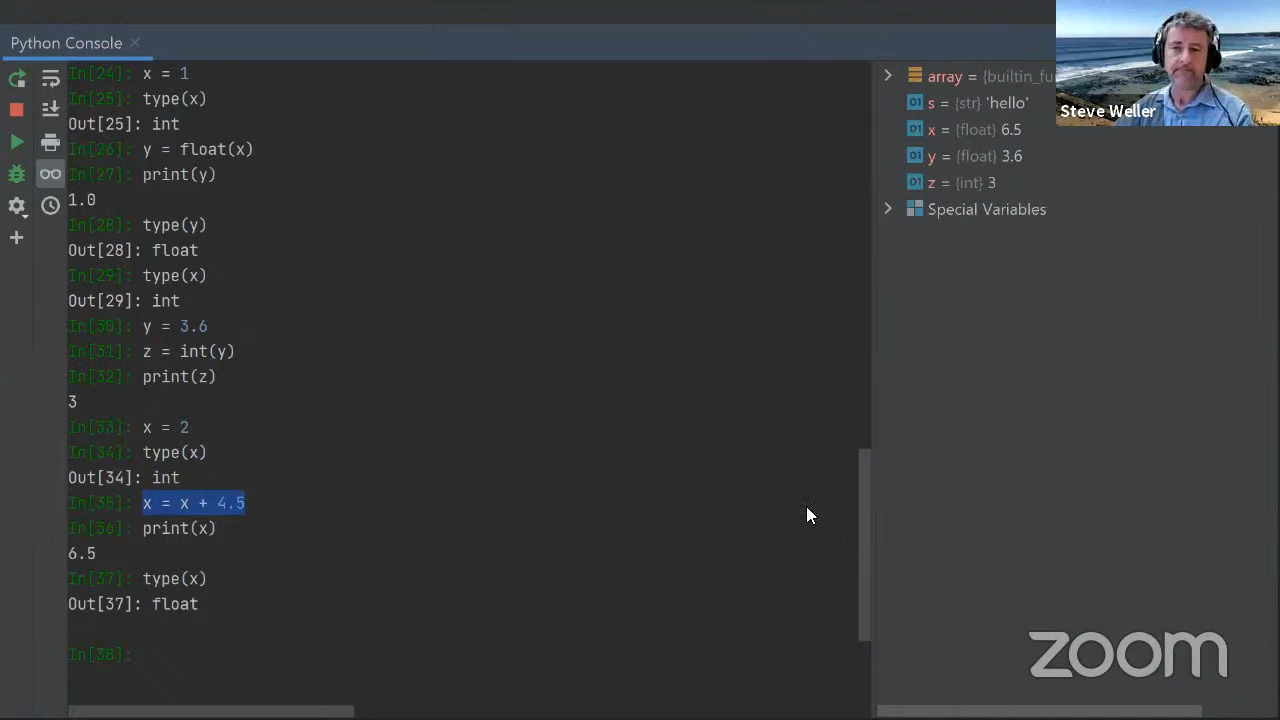 Python Console
In[24]: x = 1
In[25]: type(x)
Out[25]: int
In[26]: y = float(x)
In[27]: print(y)
1.0
In[28]: type(y)
Out[28]: float
In[29]: type(x)
Out[29]: int
In[30]: y = 3.6
In[31]: z = int(y)
In[32]: print(z)
3
In[33]: x = 2
In[34]: type(x)
Out[34]: int
In[35]: x = x + 4.5
In[36]: print(x)
6.5
In[37]: type(x)
Out[37]: float
In[38]:
array = {builtin_fu
s = {str} 'hello'
x = {float} 6.5
y = {float} 3.6
z = {int} 3
Special Variables
Steve Weller
zoom